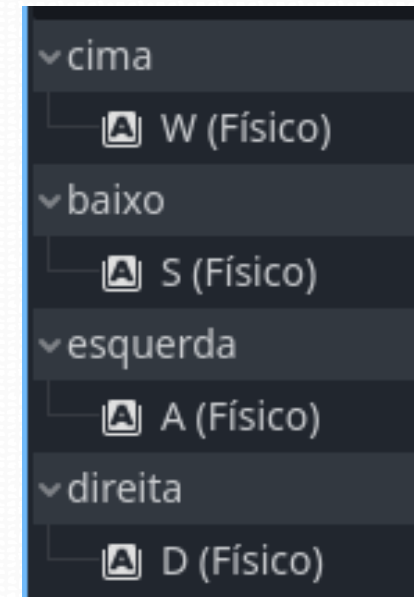 cima
W (Físico)
baixo
S (Físico)
esquerda
A (Físico)
direita
D (Físico)